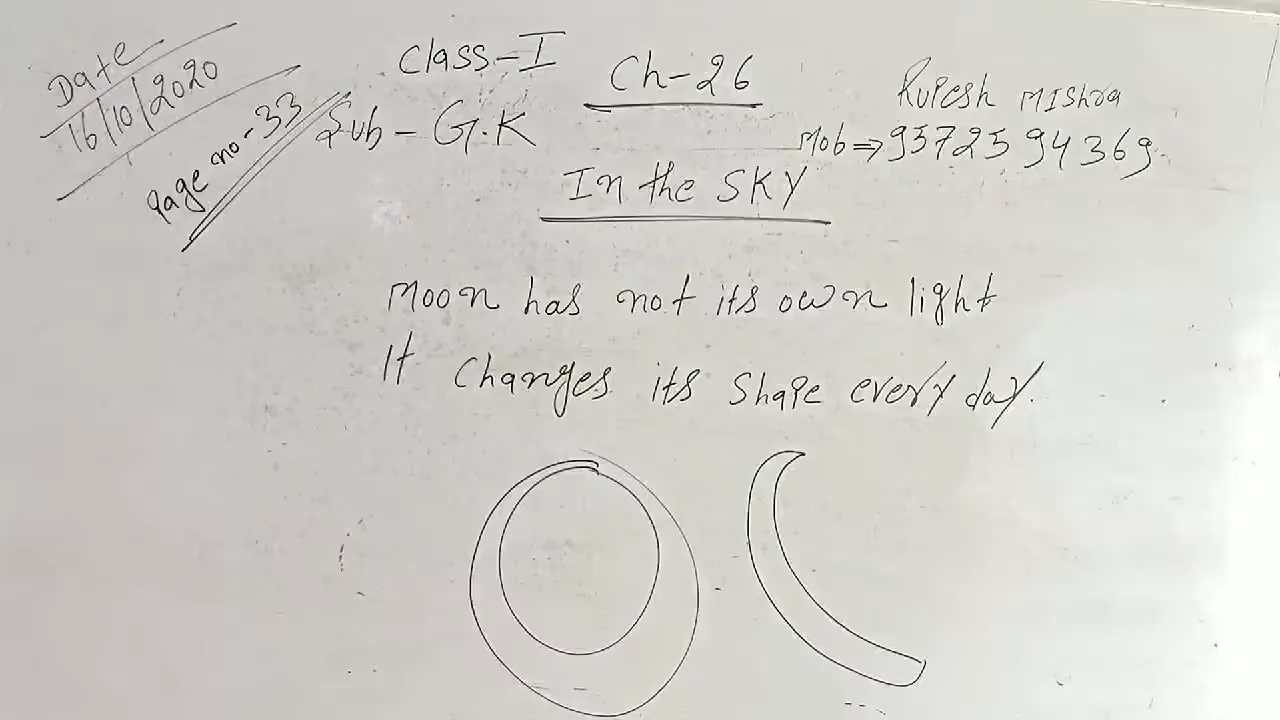 Date
16/10/2020
Page no-33
Class-I
Sub-G.K
Ch-26
Rupesh Mishra
Mob⇒9372594369
In the SKY
Moon has not its own light
It changes its shape every day.